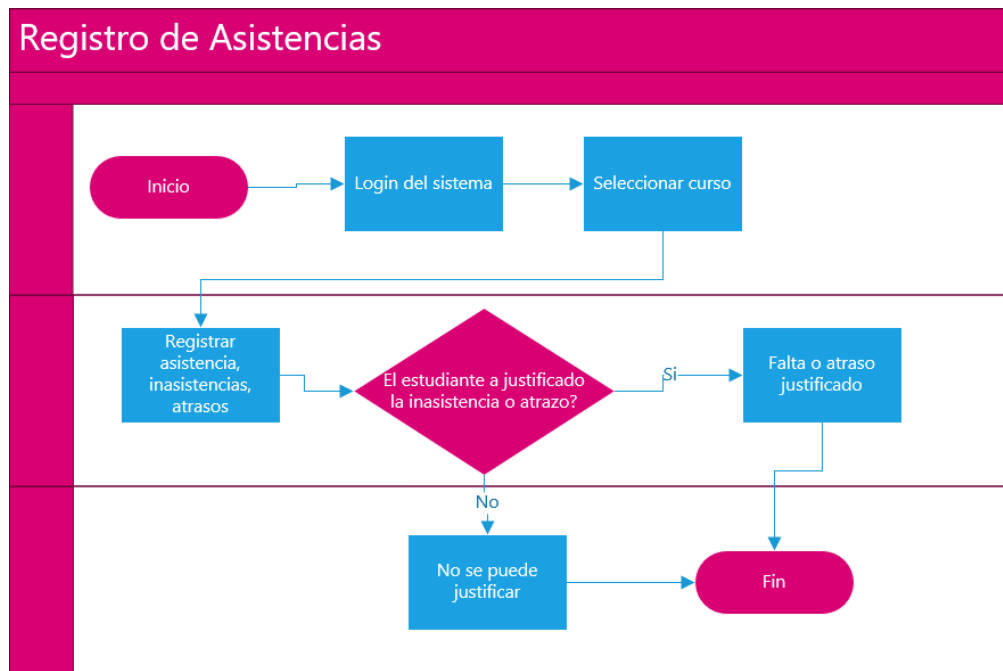 Registro de Asistencias
Inicio
Login del sistema
Seleccionar curso
Registrar
asistencia,
inasistencias,
atrasos
El estudiante a justificado
la inasistencia o atrazo?
Si
Falta o atraso
justificado
No
No se puede
justificar
Fin